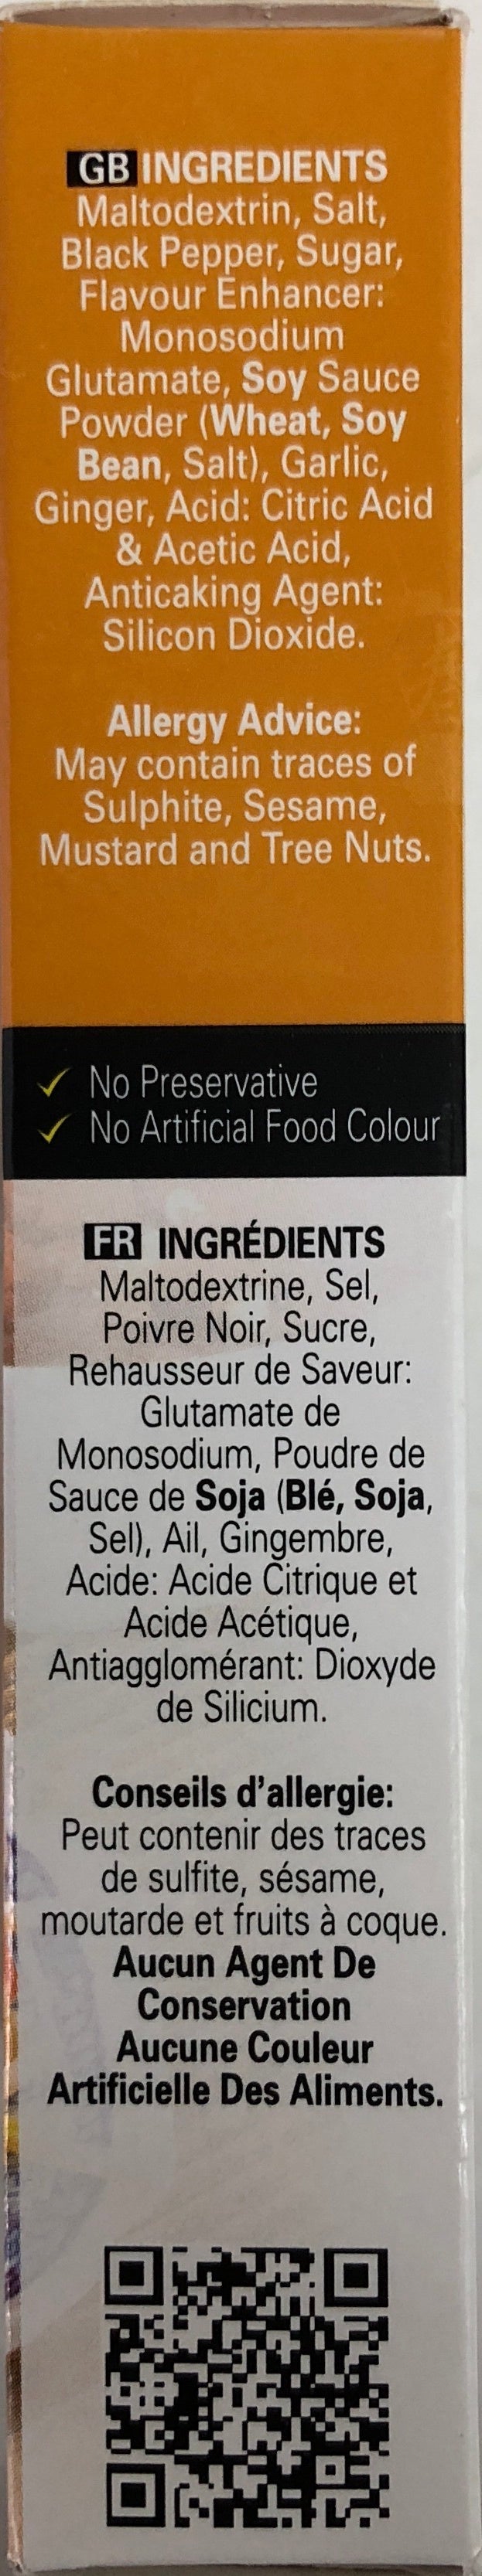 GB INGREDIENTS
Maltodextrin, Salt,
Black Pepper, Sugar,
Flavour Enhancer:
Monosodium
Glutamate, Soy Sauce
Powder (Wheat, Soy
Bean, Salt), Garlic,
Ginger, Acid: Citric Acid
& Acetic Acid,
Anticaking Agent:
Silicon Dioxide.
Allergy Advice:
May contain traces of
Sulphite, Sesame,
Mustard and Tree Nuts.
✓ No Preservative
✓ No Artificial Food Colour
FR INGRÉDIENTS
Maltodextrine, Sel,
Poivre Noir, Sucre,
Rehausseur de Saveur:
Glutamate de
Monosodium, Poudre de
Sauce de Soja (Blé, Soja,
Sel), Ail, Gingembre,
Acide: Acide Citrique et
Acide Acétique,
Antiagglomérant: Dioxyde
de Silicium.
Conseils d'allergie:
Peut contenir des traces
de sulfite, sésame,
moutarde et fruits à coque.
Aucun Agent De
Conservation
Aucune Couleur
Artificielle Des Aliments.